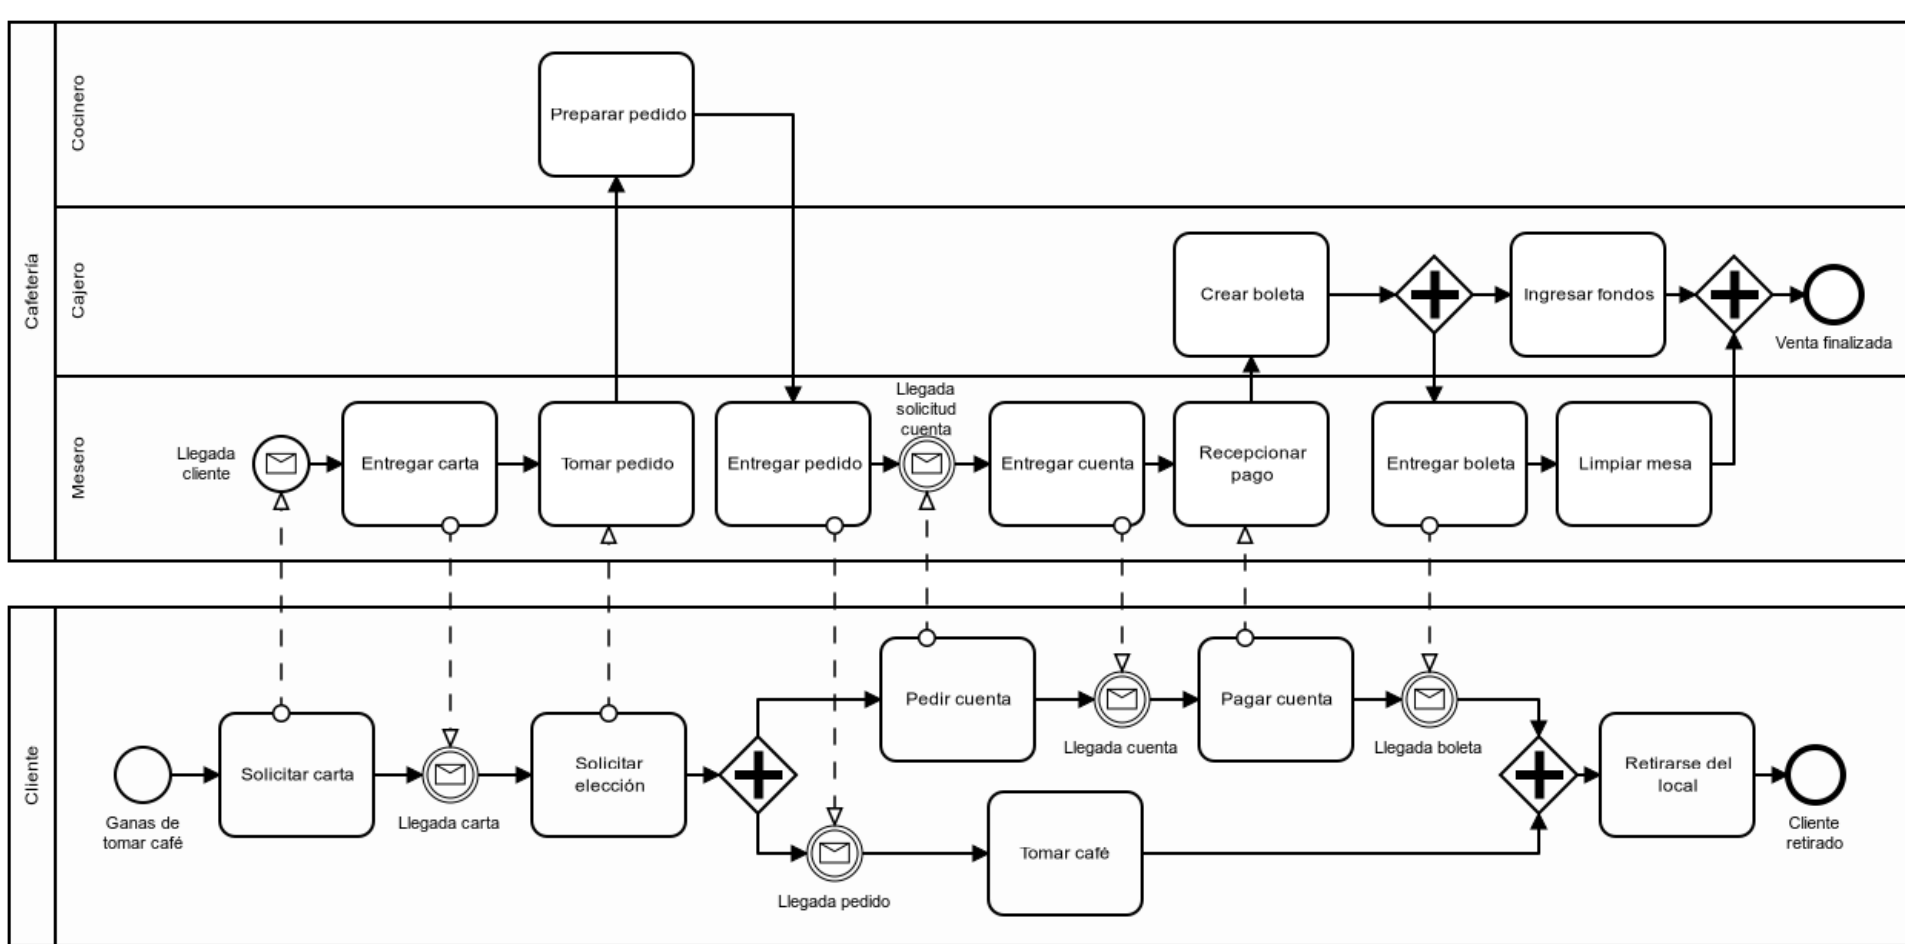 Cafetería
Cocinero
Preparar pedido
Cajero
Crear boleta
Ingresar fondos
Venta finalizada
Mesero
Llegada
cliente
Entregar carta
Tomar pedido
Entregar pedido
Llegada
solicitud
cuenta
Entregar cuenta
Recepcionar
pago
Entregar boleta
Limpiar mesa
Cliente
Ganas de
tomar café
Solicitar carta
Llegada carta
Solicitar
elección
Pedir cuenta
Llegada cuenta
Pagar cuenta
Llegada boleta
Llegada pedido
Tomar café
Retirarse del
local
Cliente
retirado